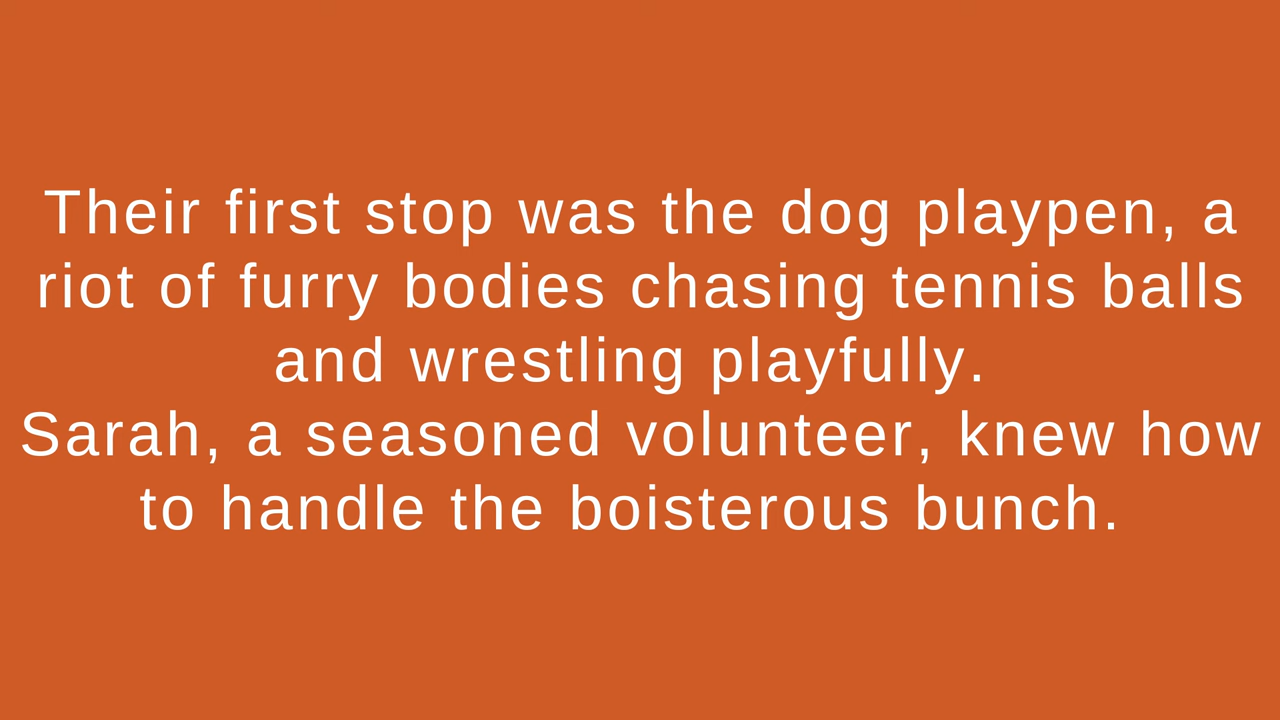 Their first stop was the dog playpen, a
riot of furry bodies chasing tennis balls
and wrestling playfully.
Sarah, a seasoned volunteer, knew how
to handle the boisterous bunch.